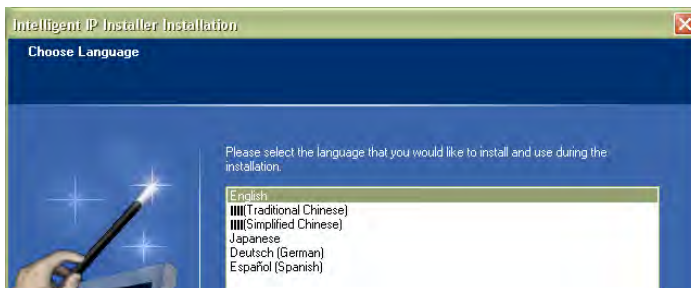 Intelligent IP Installer Installation
Choose Language
Please select the language that you would like to install and use during the
installation.
English
(Traditional Chinese)
(Simplified Chinese)
Japanese
Deutsch (German)
Español (Spanish)